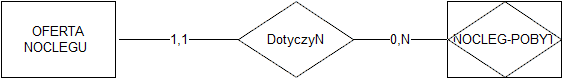 OFERTA
NOCLEGU
1,1
DotyczyN
0,N
NOCLEG-POBYT